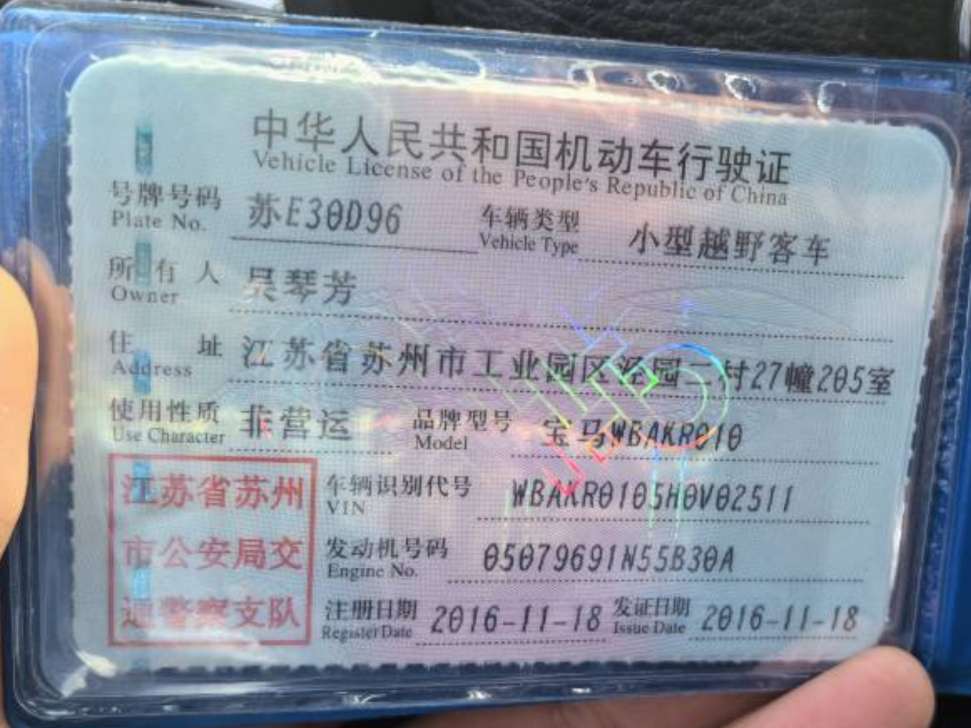 中华人民共和国机动车行驶证
Vehicle License of the People's Republic of China
号牌号码 苏E30D96 车辆类型 小型越野客车
Plate No. Vehicle Type
所有人 吴琴芳
Owner
住址 江苏省苏州市工业园区泾园二村27幢205室
Address
使用性质 非营运 品牌型号 宝马WBAKR010
Use Character Model
江苏省苏州 车辆识别代号 WBAKR0105H0V02511
VIN
市公安局交 发动机号码 05079691N55B30A
Engine No.
通警察支队 注册日期 2016-11-18 发证日期 2016-11-18
Register Date Issue Date